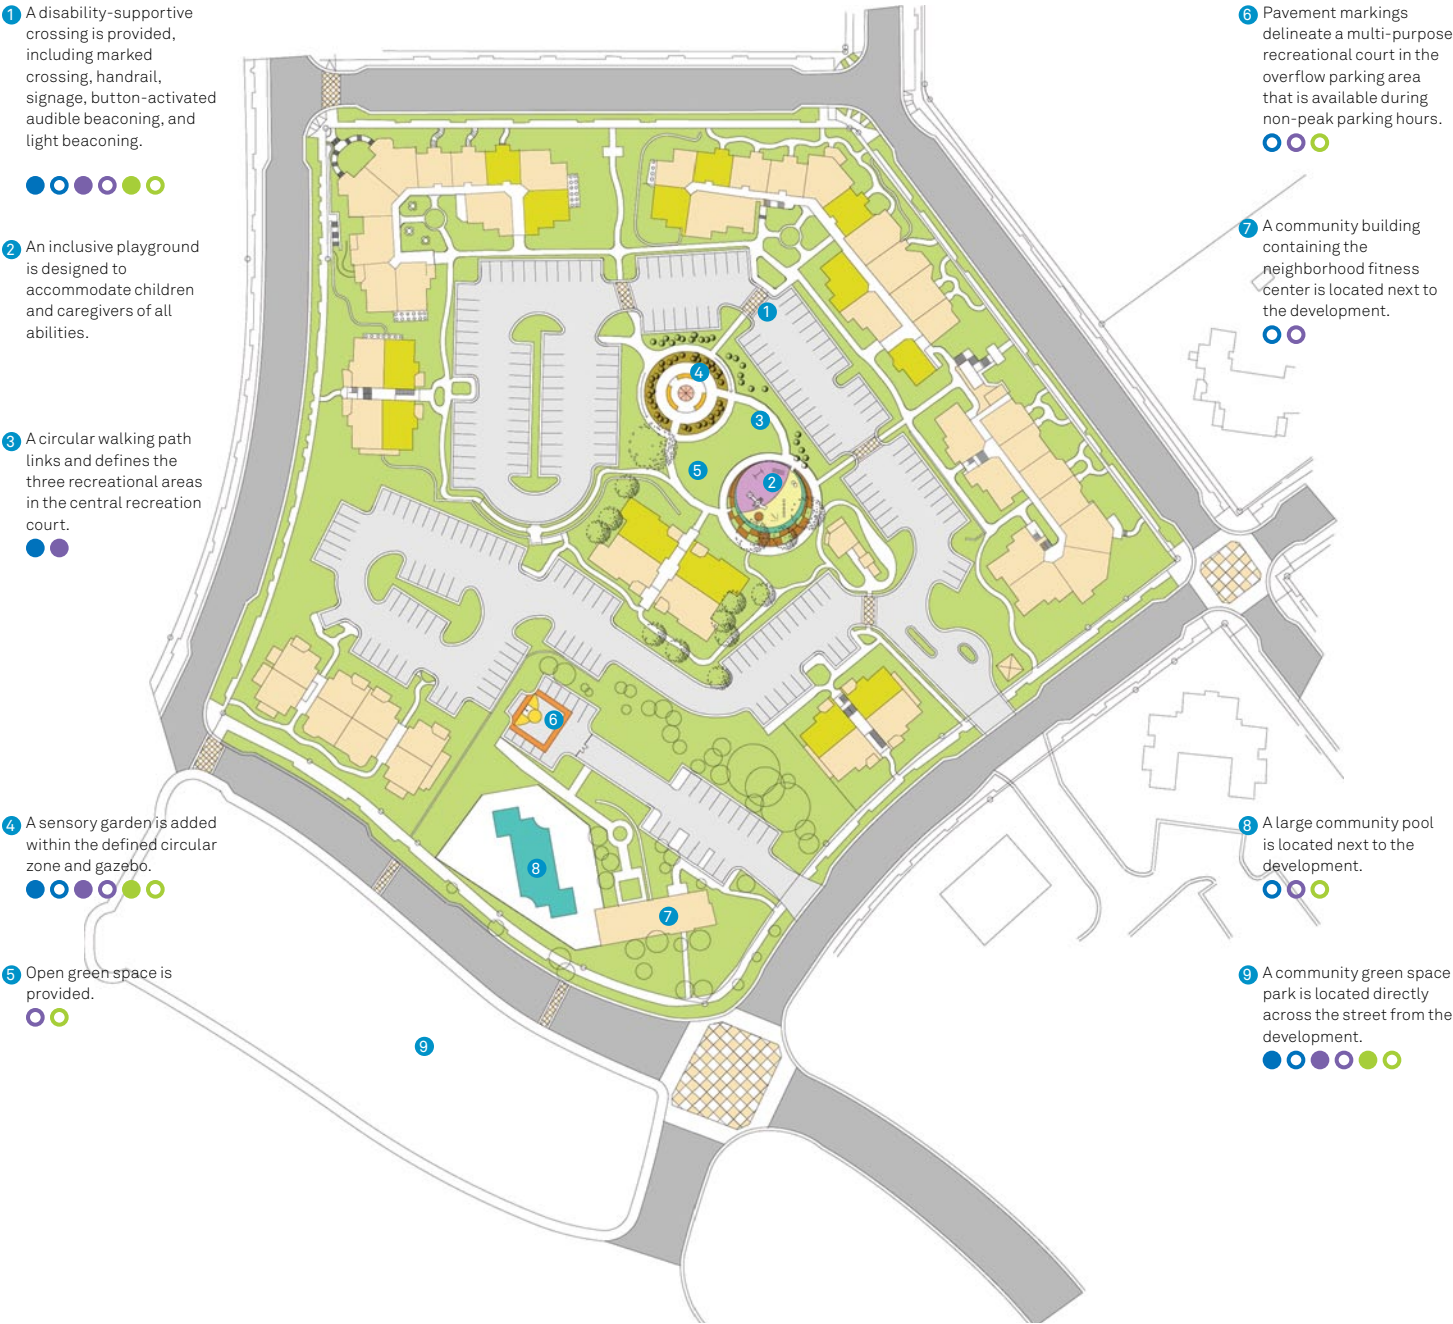 1 A disability-supportive
crossing is provided,
including marked
crossing, handrail,
signage, button-activated
audible beaconing, and
light beaconing.
2 An inclusive playground
is designed to
accommodate children
and caregivers of all
abilities.
3 A circular walking path
links and defines the
three recreational areas
in the central recreation
court.
4 A sensory garden is added
within the defined circular
zone and gazebo.
5 Open green space is
provided.
6 Pavement markings
delineate a multi-purpose
recreational court in the
overflow parking area
that is available during
non-peak parking hours.
7 A community building
containing the
neighborhood fitness
center is located next to
the development.
8 A large community pool
is located next to the
development.
9 A community green space
park is located directly
across the street from the
development.
1
4
3
5
2
6
8
7
9